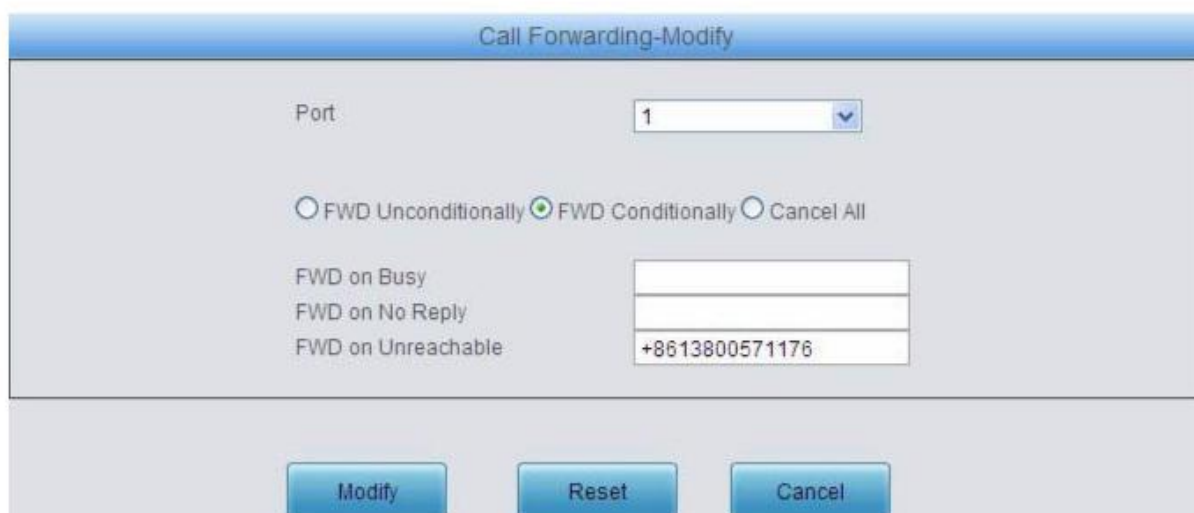 Call Forwarding-Modify
Port 1
FWD Unconditionally FWD Conditionally Cancel All
FWD on Busy
FWD on No Reply
FWD on Unreachable +8613800571176
Modify Reset Cancel